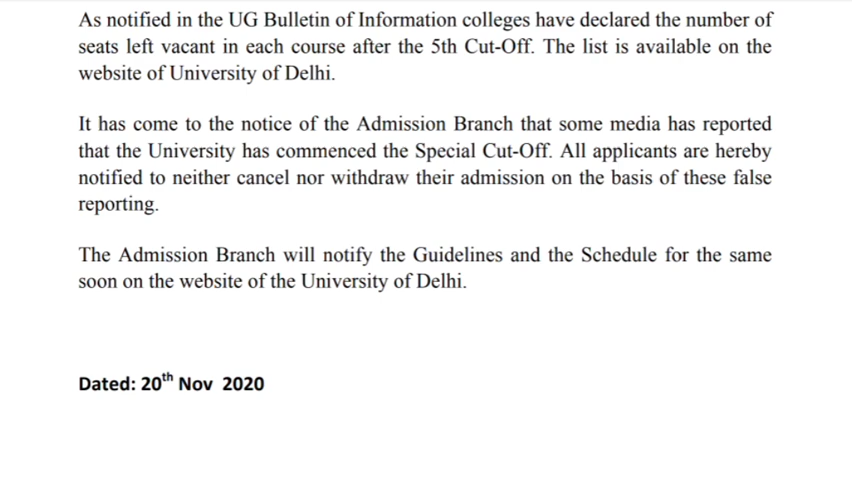 As notified in the UG Bulletin of Information colleges have declared the number of
seats left vacant in each course after the 5th Cut-Off. The list is available on the
website of University of Delhi.
It has come to the notice of the Admission Branch that some media has reported
that the University has commenced the Special Cut-Off. All applicants are hereby
notified to neither cancel nor withdraw their admission on the basis of these false
reporting.
The Admission Branch will notify the Guidelines and the Schedule for the same
soon on the website of the University of Delhi.
Dated: 20th Nov 2020